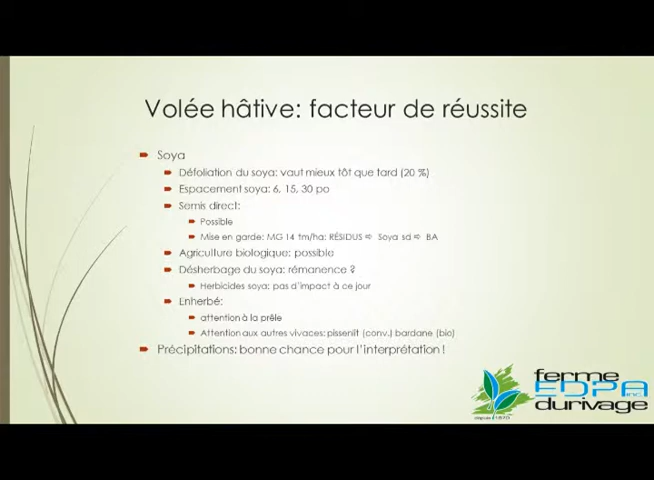 Volée hâtive: facteur de réussite
Soya
Défoliation du soya: vaut mieux tôt que tard (20 %)
Espacement soya: 6, 15, 30 po
Semis direct:
Possible
Mise en garde: MG 14 tm/ha: RÉSIDUS ⇨ Soya sd ⇨ BA
Agriculture biologique: possible
Désherbage du soya: rémanence ?
Herbicides soya: pas d'impact à ce jour
Enherbé:
attention à la prêle
Attention aux autres vivaces: pissenlit (conv.) bardane (bio)
Précipitations: bonne chance pour l'interprétation !
ferme
EDPA inc.
durivage